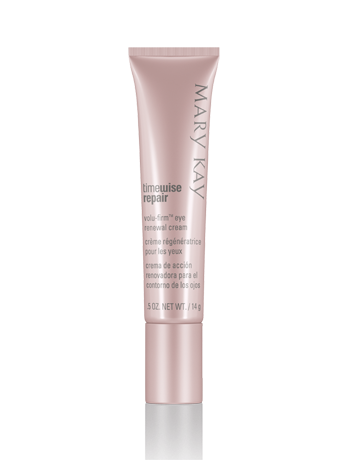 MARY KAY
timewise
repair
volu-firm™ eye
renewal cream
crème régénératrice
pour les yeux
crema de acción
renovadora para el
contorno de los ojos
.5 OZ. NET WT. / 14 g